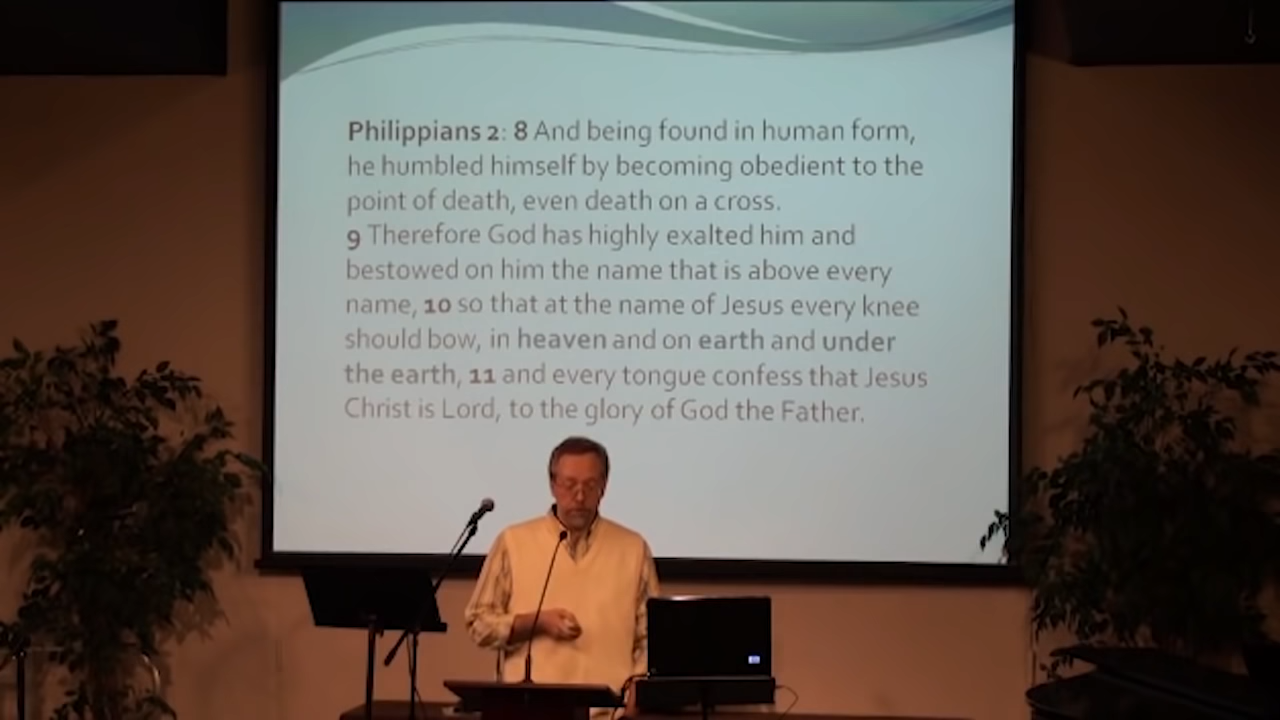 Philippians 2: 8 And being found in human form,
he humbled himself by becoming obedient to the
point of death, even death on a cross.
9 Therefore God has highly exalted him and
bestowed on him the name that is above every
name, 10 so that at the name of Jesus every knee
should bow, in heaven and on earth and under
the earth, 11 and every tongue confess that Jesus
Christ is Lord, to the glory of God the Father.